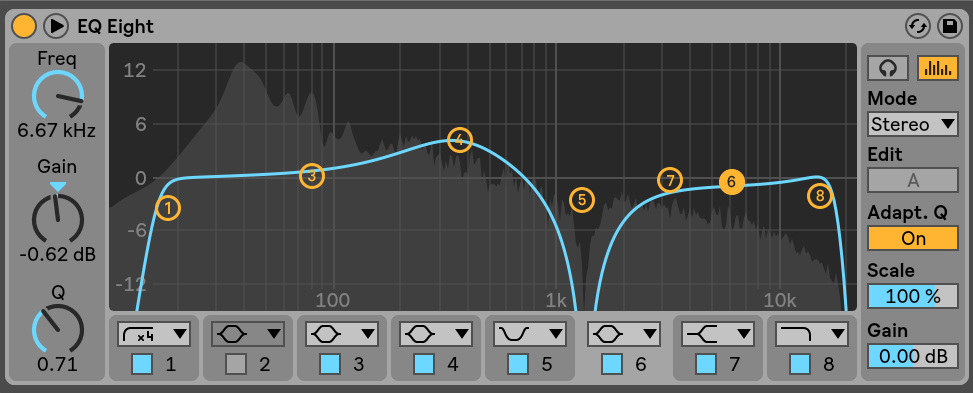 EQ Eight
Freq
6.67 kHz
Gain
-0.62 dB
Q
0.71
12
6
0
-6
-12
100
1k
10k
1
3
4
5
7
6
8
x4
1
2
3
4
5
6
7
8
Mode
Stereo
Edit
A
Adapt. Q
On
Scale
100 %
Gain
0.00 dB